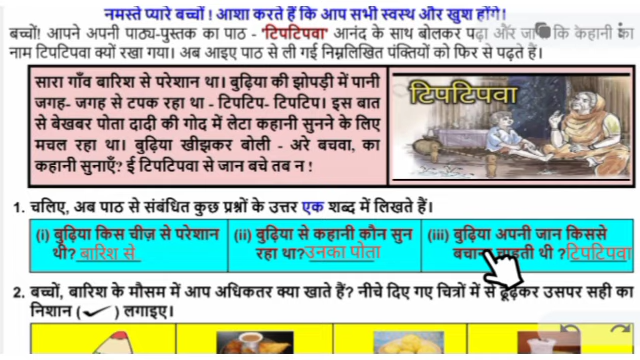 नमस्ते प्यारे बच्चों ! आशा करते हैं कि आप सभी स्वस्थ और खुश होंगे।
बच्चों! आपने अपनी पाठ्य-पुस्तक का पाठ - 'टिपटिपवा' आनंद के साथ बोलकर पढ़ा और कि कहानी का
नाम टिपटिपवा क्यों रखा गया। अब आइए पाठ से ली गई निम्नलिखित पंक्तियों को फिर से पढ़ते हैं।
सारा गाँव बारिश से परेशान था। बुढ़िया की झोपड़ी में पानी
जगह- जगह से टपक रहा था - टिपटिप- टिपटिप। इस बात
से बेखबर पोता दादी की गोद में लेटा कहानी सुनने के लिए
मचल रहा था। बुढ़िया खीझकर बोली - अरे बचवा, का
कहानी सुनाएँ? ई टिपटिपवा से जान बचे तब न !
टिपटिपवा
1. चलिए, अब पाठ से संबंधित कुछ प्रश्नों के उत्तर एक शब्द में लिखते हैं।
(i) बुढ़िया किस चीज़ से परेशान
थी? बारिश से
(ii) बुढ़िया से कहानी कौन सुन
रहा था? उनका पोता
(iii) बुढ़िया अपनी जान किससे
चाहती थी ? टिपटिपवा
2. बच्चों, बारिश के मौसम में आप अधिकतर क्या खाते हैं? नीचे दिए गए चित्रों में से ढूँढ़कर उसपर सही का
निशान ( ✓ ) लगाइए।